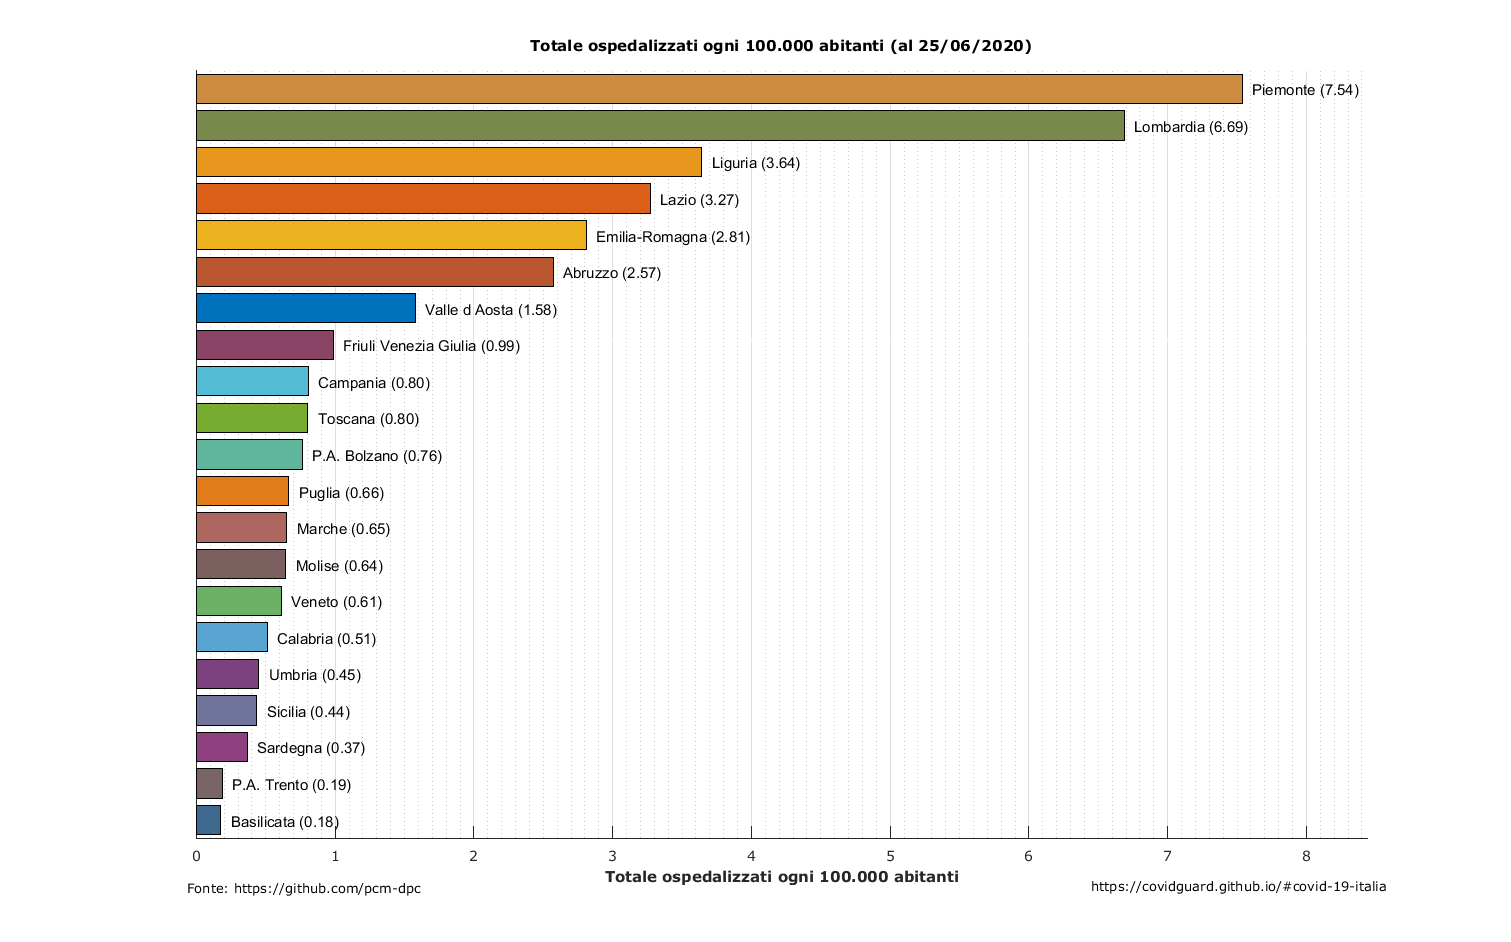 Totale ospedalizzati ogni 100.000 abitanti (al 25/06/2020)
Piemonte (7.54)
Lombardia (6.69)
Liguria (3.64)
Lazio (3.27)
Emilia-Romagna (2.81)
Abruzzo (2.57)
Valle d Aosta (1.58)
Friuli Venezia Giulia (0.99)
Campania (0.80)
Toscana (0.80)
P.A. Bolzano (0.76)
Puglia (0.66)
Marche (0.65)
Molise (0.64)
Veneto (0.61)
Calabria (0.51)
Umbria (0.45)
Sicilia (0.44)
Sardegna (0.37)
P.A. Trento (0.19)
Basilicata (0.18)
0 1 2 3 4 5 6 7 8
Totale ospedalizzati ogni 100.000 abitanti
Fonte: https://github.com/pcm-dpc
https://covidguard.github.io/#covid-19-italia